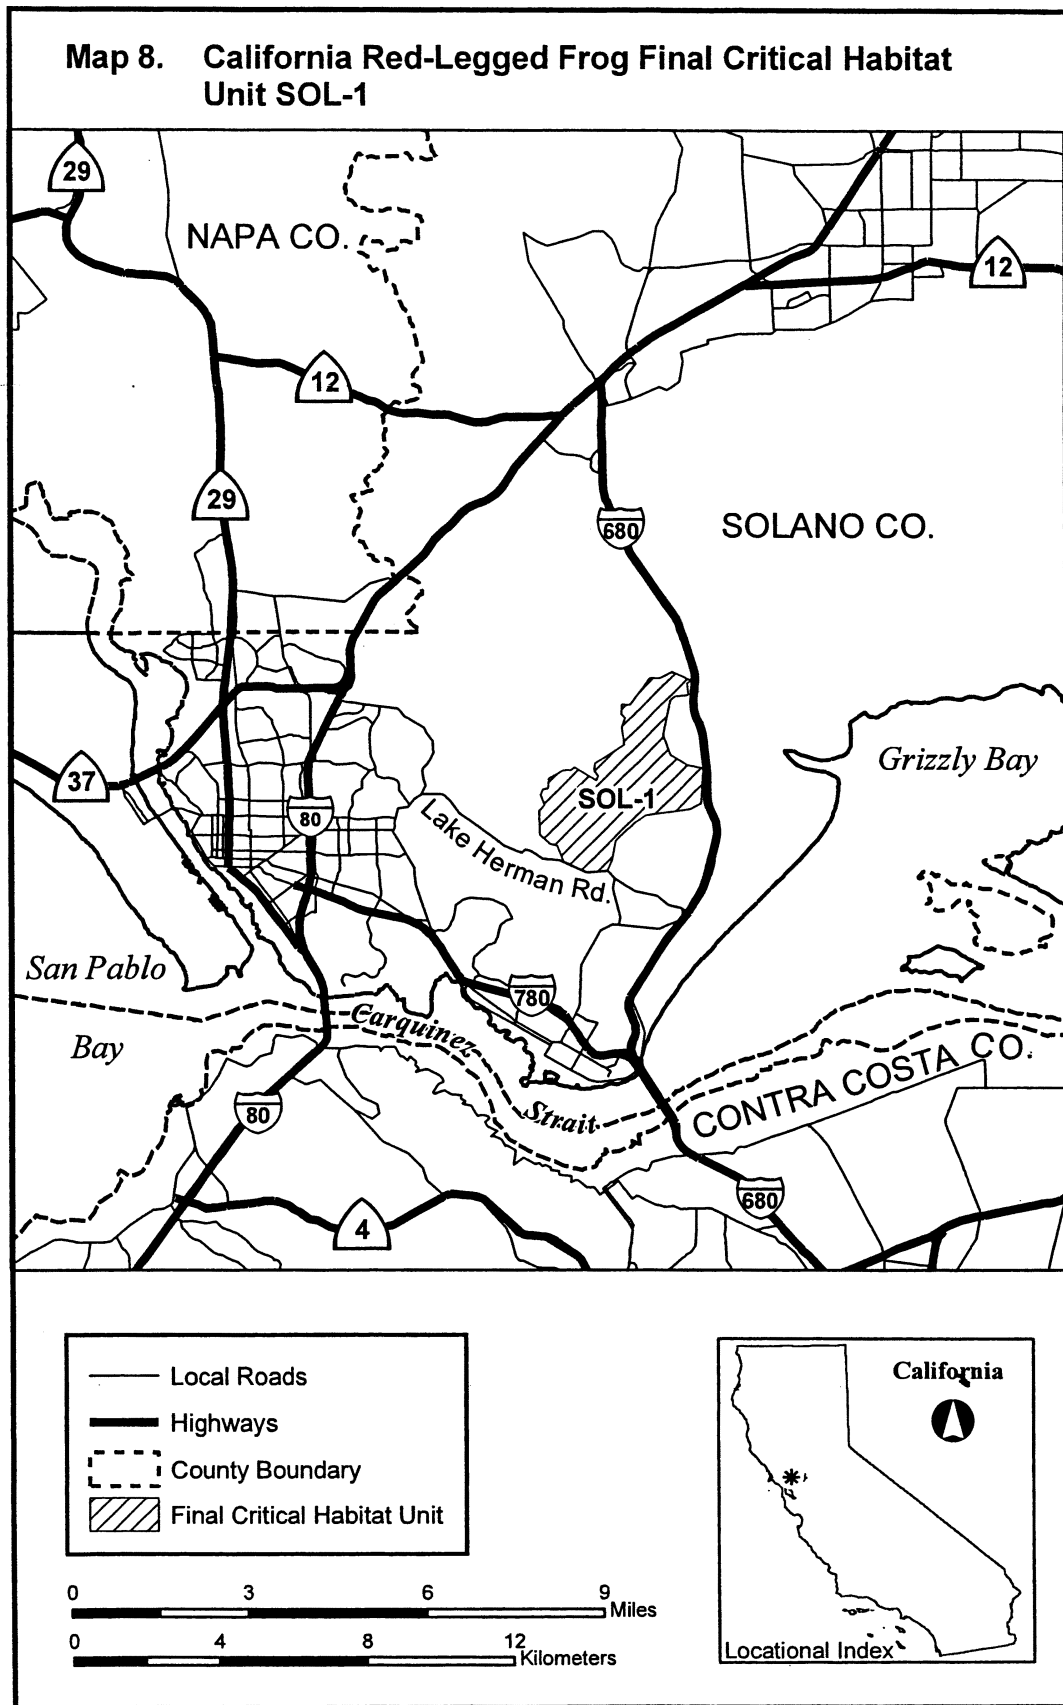 Map 8. California Red-Legged Frog Final Critical Habitat
Unit SOL-1
29
NAPA CO.
12
12
29
680
SOLANO CO.
37
80
SOL-1
Grizzly Bay
Lake Herman Rd.
San Pablo
Bay
780
Carquinez
Strait
CONTRA COSTA CO.
80
680
4
Local Roads
Highways
County Boundary
Final Critical Habitat Unit
California
Locational Index
0 3 6 9
Miles
0 4 8 12
Kilometers